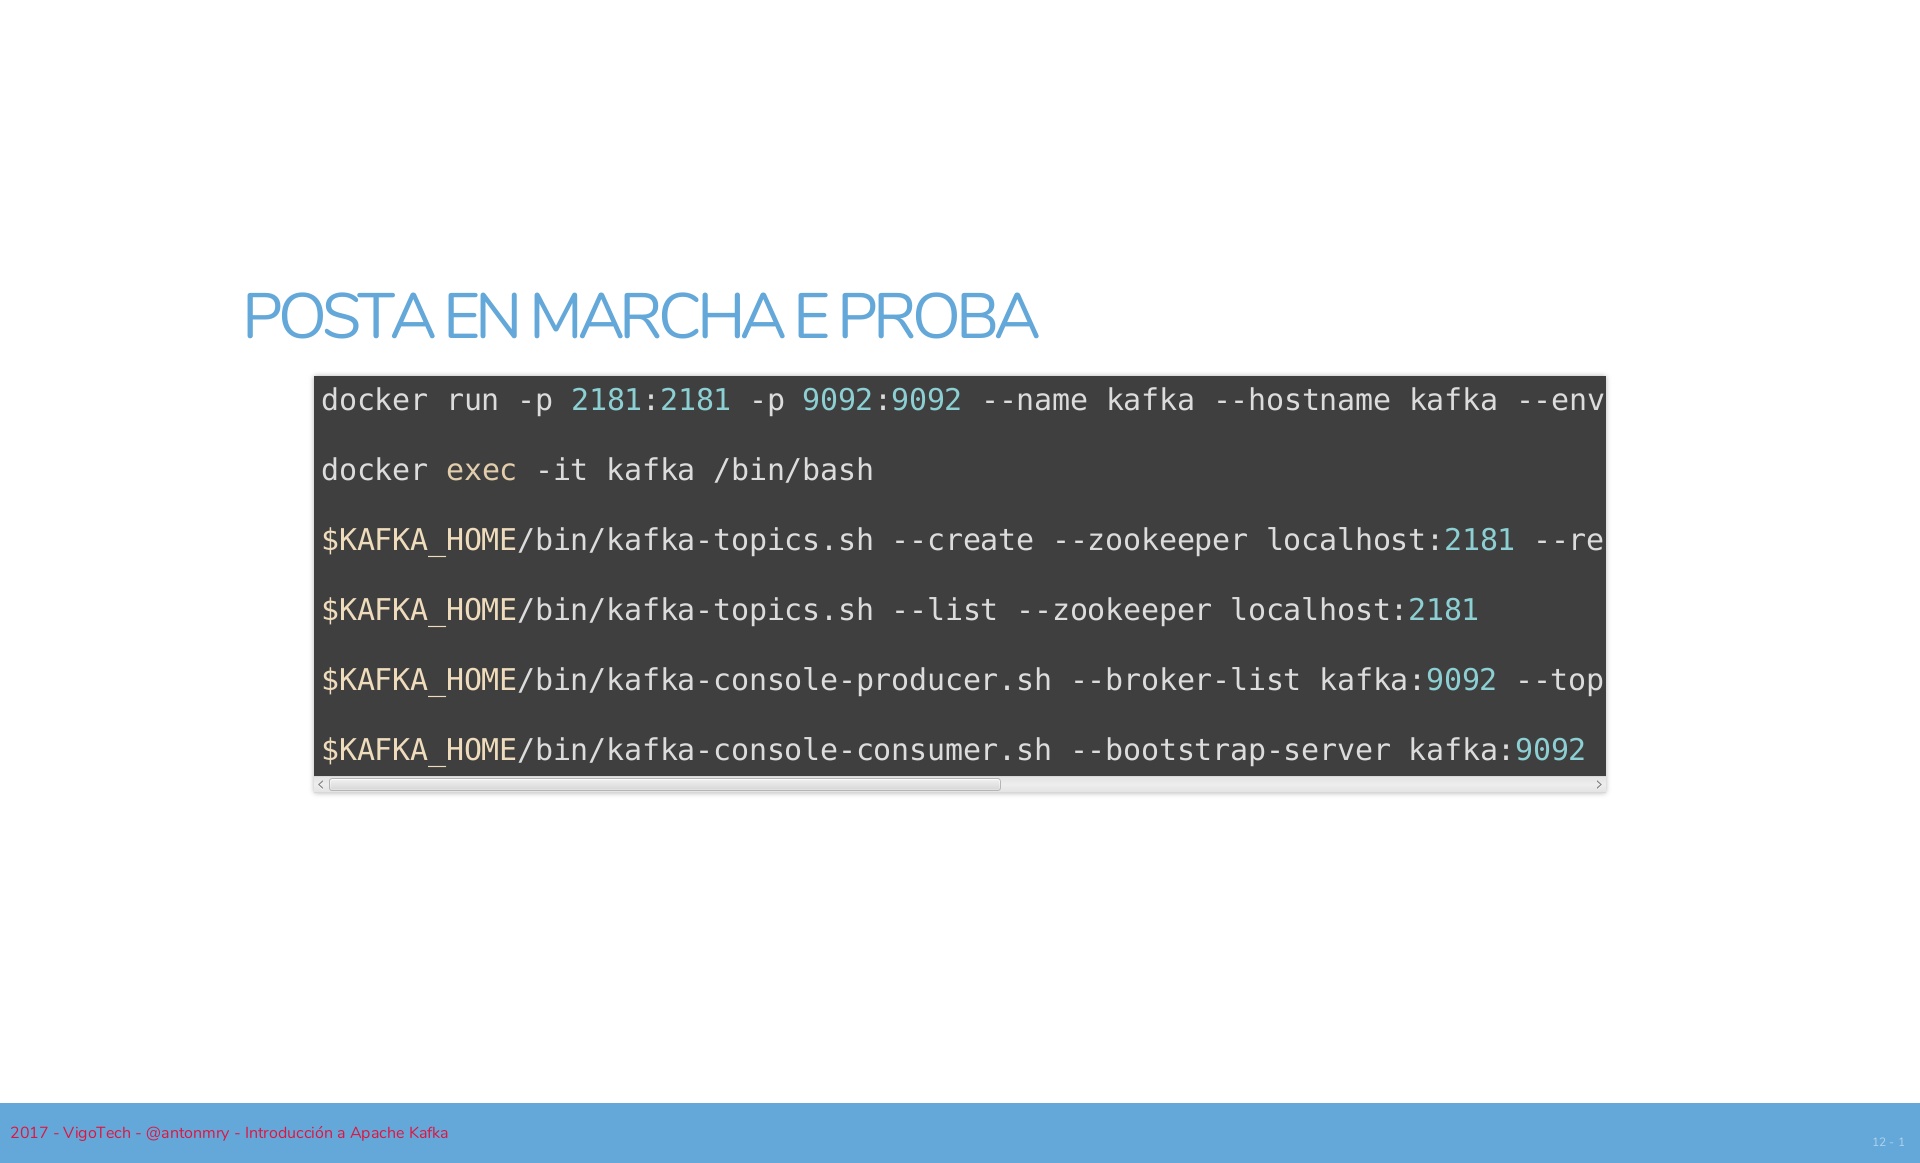 POSTA EN MARCHA E PROBA
docker run -p 2181:2181 -p 9092:9092 --name kafka --hostname kafka --env
docker exec -it kafka /bin/bash
$KAFKA_HOME/bin/kafka-topics.sh --create --zookeeper localhost:2181 --re
$KAFKA_HOME/bin/kafka-topics.sh --list --zookeeper localhost:2181
$KAFKA_HOME/bin/kafka-console-producer.sh --broker-list kafka:9092 --top
$KAFKA_HOME/bin/kafka-console-consumer.sh --bootstrap-server kafka:9092
2017 - VigoTech - @antonmry - Introducción a Apache Kafka
12 - 1